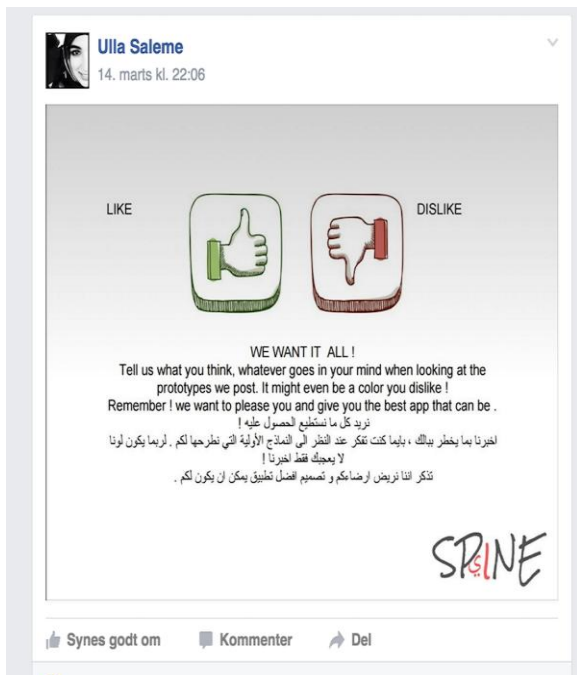 Ulla Saleme
14. marts kl. 22:06
LIKE
DISLIKE
WE WANT IT ALL !
Tell us what you think, whatever goes in your mind when looking at the
prototypes we post. It might even be a color you dislike !
Remember ! we want to please you and give you the best app that can be .
نريد كل ما نستطيع الحصول عليه !
اخبرنا بما يخطر ببالك ، بايما كنت تفكر عند النظر الى النماذج الأولية التي نطرحها لكم . لربما يكون لونا
لا يعجبك فقط اخبرنا !
تذكر اننا نريض ارضاءكم و تصميم افضل تطبيق يمكن ان يكون لكم .
SPايNE
Synes godt om
Kommenter
Del